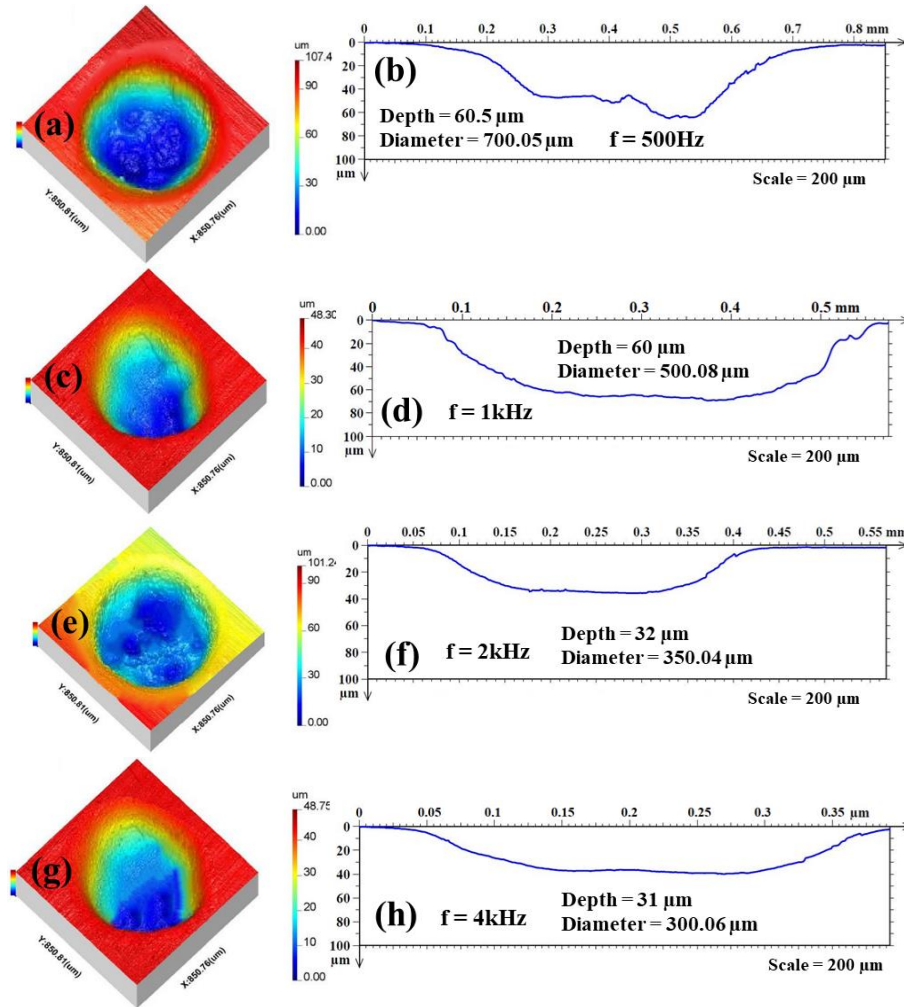 um
107.4
90
60
30
0.00
(a)
Y:850.81(um)
X:850.76(um)
0 0.1 0.2 0.3 0.4 0.5 0.6 0.7 0.8 mm
0
20
40
60
80
100
µm
(b)
Depth = 60.5 µm
Diameter = 700.05 µm
f = 500Hz
Scale = 200 µm
um
48.30
40
30
20
10
0.00
(c)
Y:850.81(um)
X:850.76(um)
0 0.1 0.2 0.3 0.4 0.5 mm
0
20
40
60
80
100
µm
Depth = 60 µm
Diameter = 500.08 µm
(d)
f = 1kHz
Scale = 200 µm
um
101.24
90
60
30
0.00
(e)
Y:850.81(um)
X:850.76(um)
0 0.05 0.1 0.15 0.2 0.25 0.3 0.35 0.4 0.45 0.5 0.55 mm
0
20
40
60
80
100
µm
(f)
f = 2kHz
Depth = 32 µm
Diameter = 350.04 µm
Scale = 200 µm
um
48.75
40
30
20
10
0.00
(g)
Y:850.81(um)
X:850.76(um)
0 0.05 0.1 0.15 0.2 0.25 0.3 0.35 µm
0
20
40
60
80
100
µm
(h)
f = 4kHz
Depth = 31 µm
Diameter = 300.06 µm
Scale = 200 µm